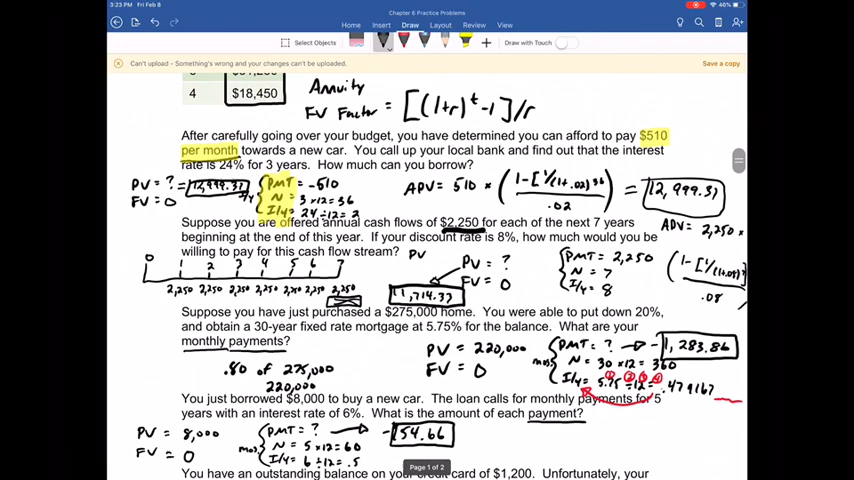 3:23 PM Fri Feb 8
46%
Chapter 6 Practice Problems
Home Insert Draw Layout Review View
Select Objects
Draw with Touch
Can't upload - Something's wrong and your changes can't be uploaded.
Save a copy
4 $18,450
Annuity
FV Factor = [(1+r)^t -1]/r
After carefully going over your budget, you have determined you can afford to pay $510
per month towards a new car. You call up your local bank and find out that the interest
rate is 24% for 3 years. How much can you borrow?
PV = ? = 12,999.31
FV = 0
PMT = -510
N = 3 x12 = 36
I/Y = 24 ÷12 = 2
APV = 510 x (1-[1/(1+.02)^36 / .02) = 12,999.31
Suppose you are offered annual cash flows of $2,250 for each of the next 7 years
beginning at the end of this year. If your discount rate is 8%, how much would you be
willing to pay for this cash flow stream?
APV = 2,250 x
(1-[1/(1+.08)7
.08
PV
0 1 2 3 4 5 6 7
2,250 2,250 2,250 2,250 2,250 2,250 2,250
PV = ?
FV = 0
11,714.33
PMT = 2,250
N = 7
I/Y = 8
Suppose you have just purchased a $275,000 home. You were able to put down 20%,
and obtain a 30-year fixed rate mortgage at 5.75% for the balance. What are your
monthly payments?
.80 of 275,000
220,000
PV = 220,000
FV = 0
PMT = ? → -1,283.86
mos
N = 30 x12 = 360
I/Y = 5.75 ÷12 = .479167
You just borrowed $8,000 to buy a new car. The loan calls for monthly payments for 5
years with an interest rate of 6%. What is the amount of each payment?
PV = 8,000
FV = 0
PMT = ? → -154.66
mos
N = 5 x12 = 60
I/Y = 6 ÷12 = .5
Page 1 of 2
You have an outstanding balance on your credit card of $1,200. Unfortunately, your